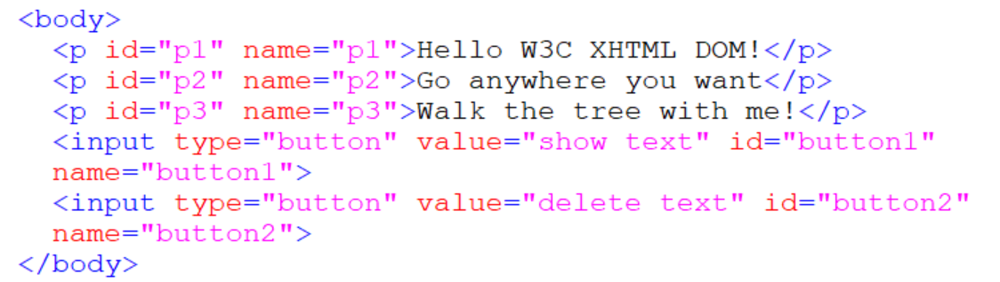 <body>
<p id="p1" name="p1">Hello W3C XHTML DOM!</p>
<p id="p2" name="p2">Go anywhere you want</p>
<p id="p3" name="p3">Walk the tree with me!</p>
<input type="button" value="show text" id="button1"
name="button1">
<input type="button" value="delete text" id="button2"
name="button2">
</body>